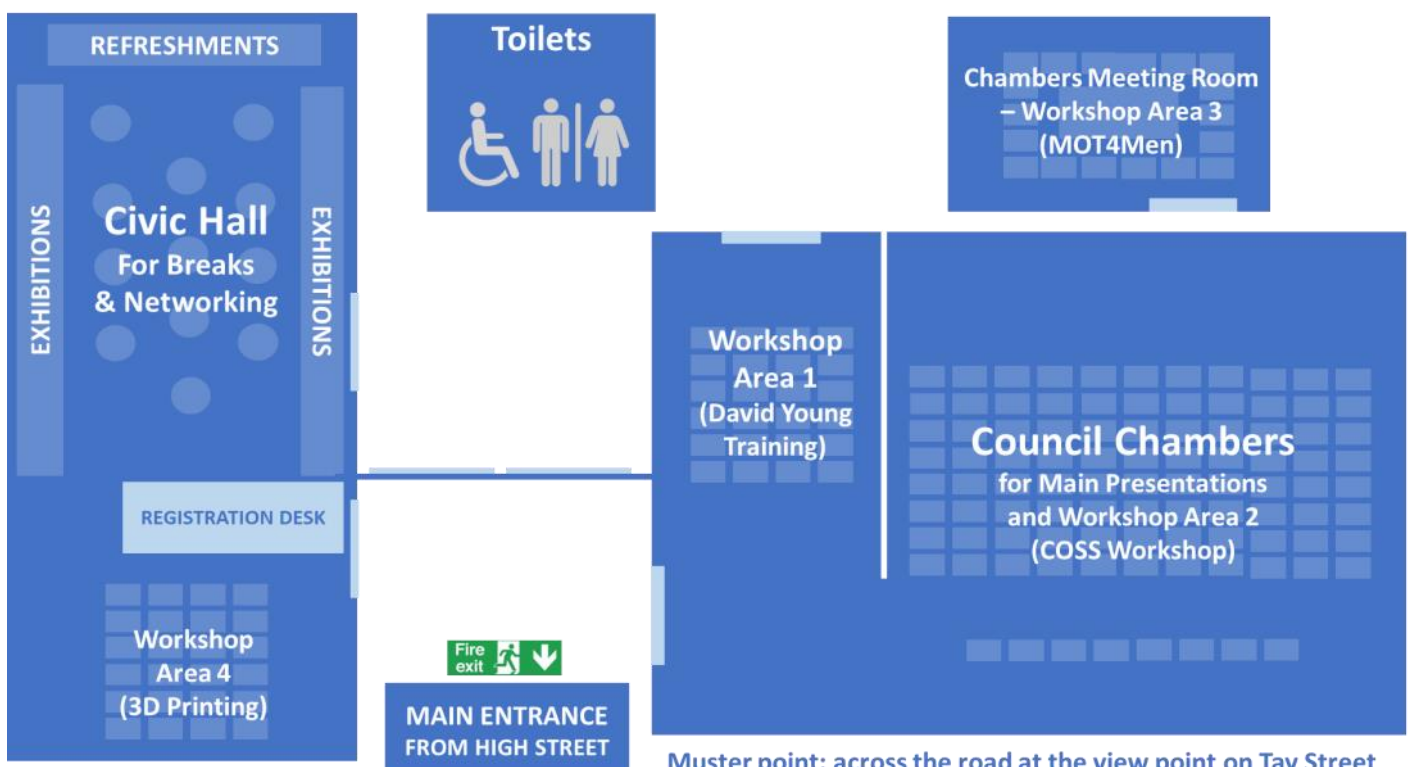 REFRESHMENTS
EXHIBITIONS
Civic Hall
For Breaks
& Networking
EXHIBITIONS
REGISTRATION DESK
Workshop
Area 4
(3D Printing)
Toilets
Chambers Meeting Room
– Workshop Area 3
(MOT4Men)
Workshop
Area 1
(David Young
Training)
Council Chambers
for Main Presentations
and Workshop Area 2
(COSS Workshop)
Fire
exit
MAIN ENTRANCE
FROM HIGH STREET
Muster point: across the road at the view point on Tay Street